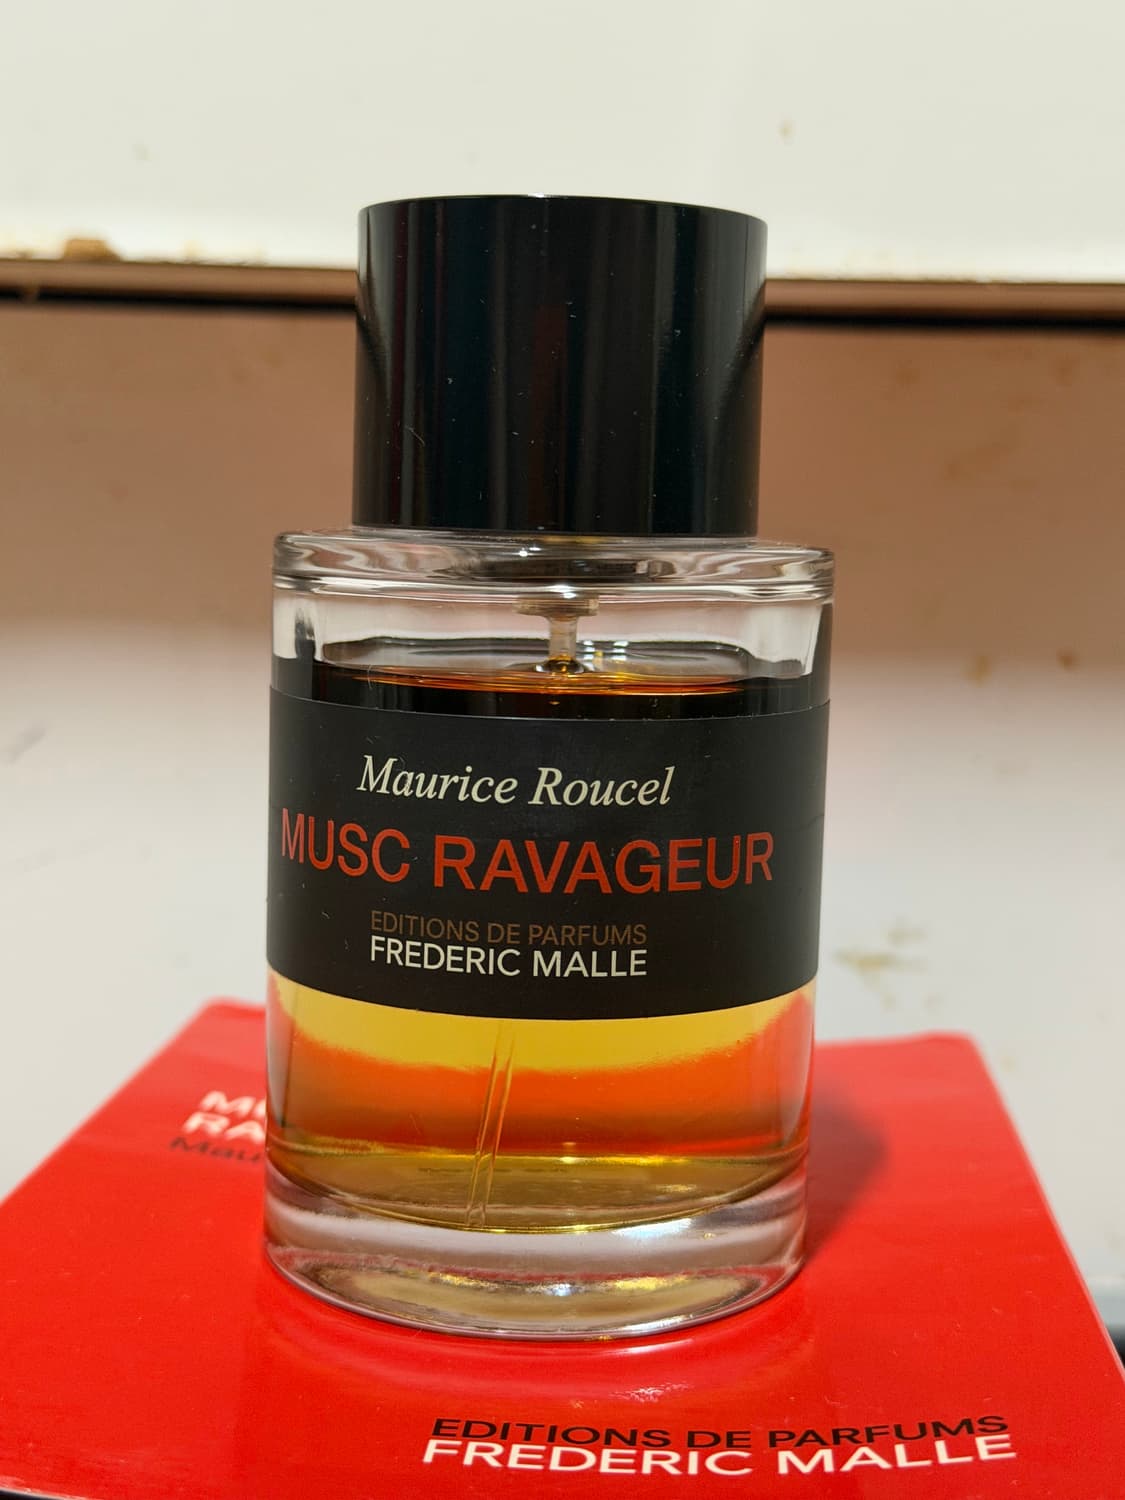 Maurice Roucel
MUSC RAVAGEUR
EDITIONS DE PARFUMS
FREDERIC MALLE
EDITIONS DE PARFUMS
FREDERIC MALLE